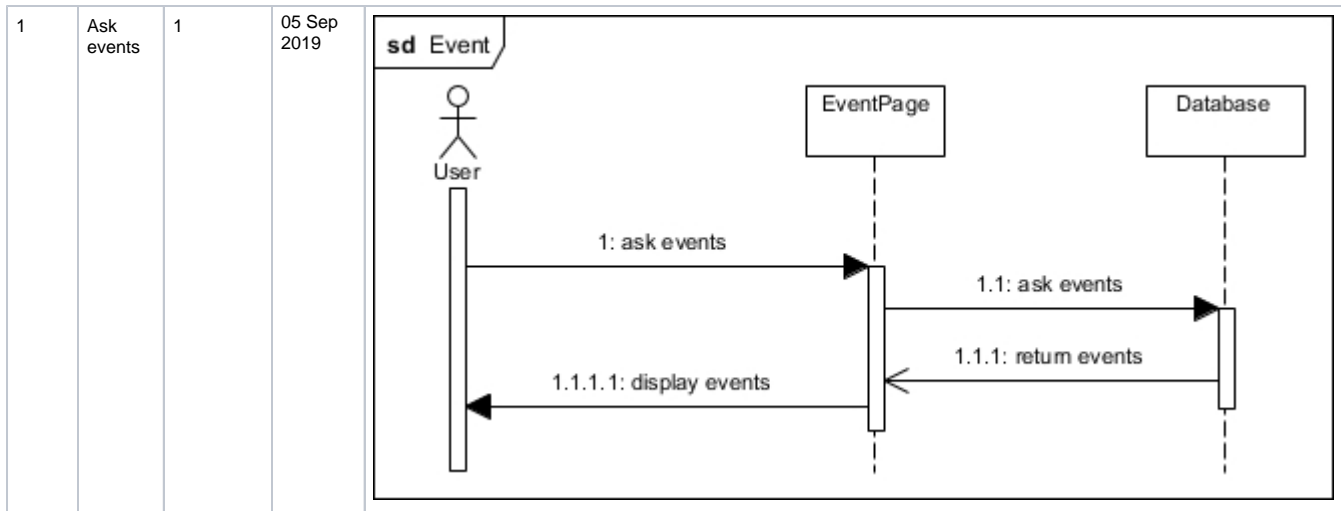 1
Ask
events
1
05 Sep
2019
sd Event
User
EventPage
Database
1: ask events
1.1: ask events
1.1.1: return events
1.1.1.1: display events